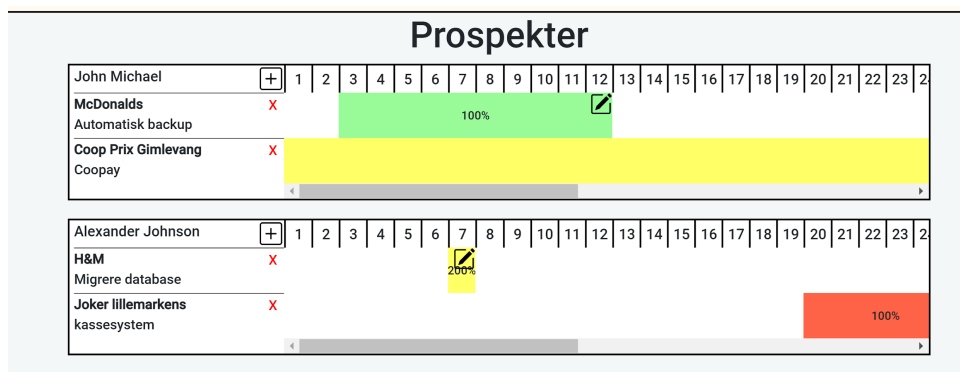 Prospekter
John Michael + 1 2 3 4 5 6 7 8 9 10 11 12 13 14 15 16 17 18 19 20 21 22 23
McDonalds X
Automatisk backup
100%
Coop Prix Gimlevang X
Coopay
Alexander Johnson + 1 2 3 4 5 6 7 8 9 10 11 12 13 14 15 16 17 18 19 20 21 22 23
H&M X
Migrere database
200%
Joker lillemarkens X
kassesystem
100%